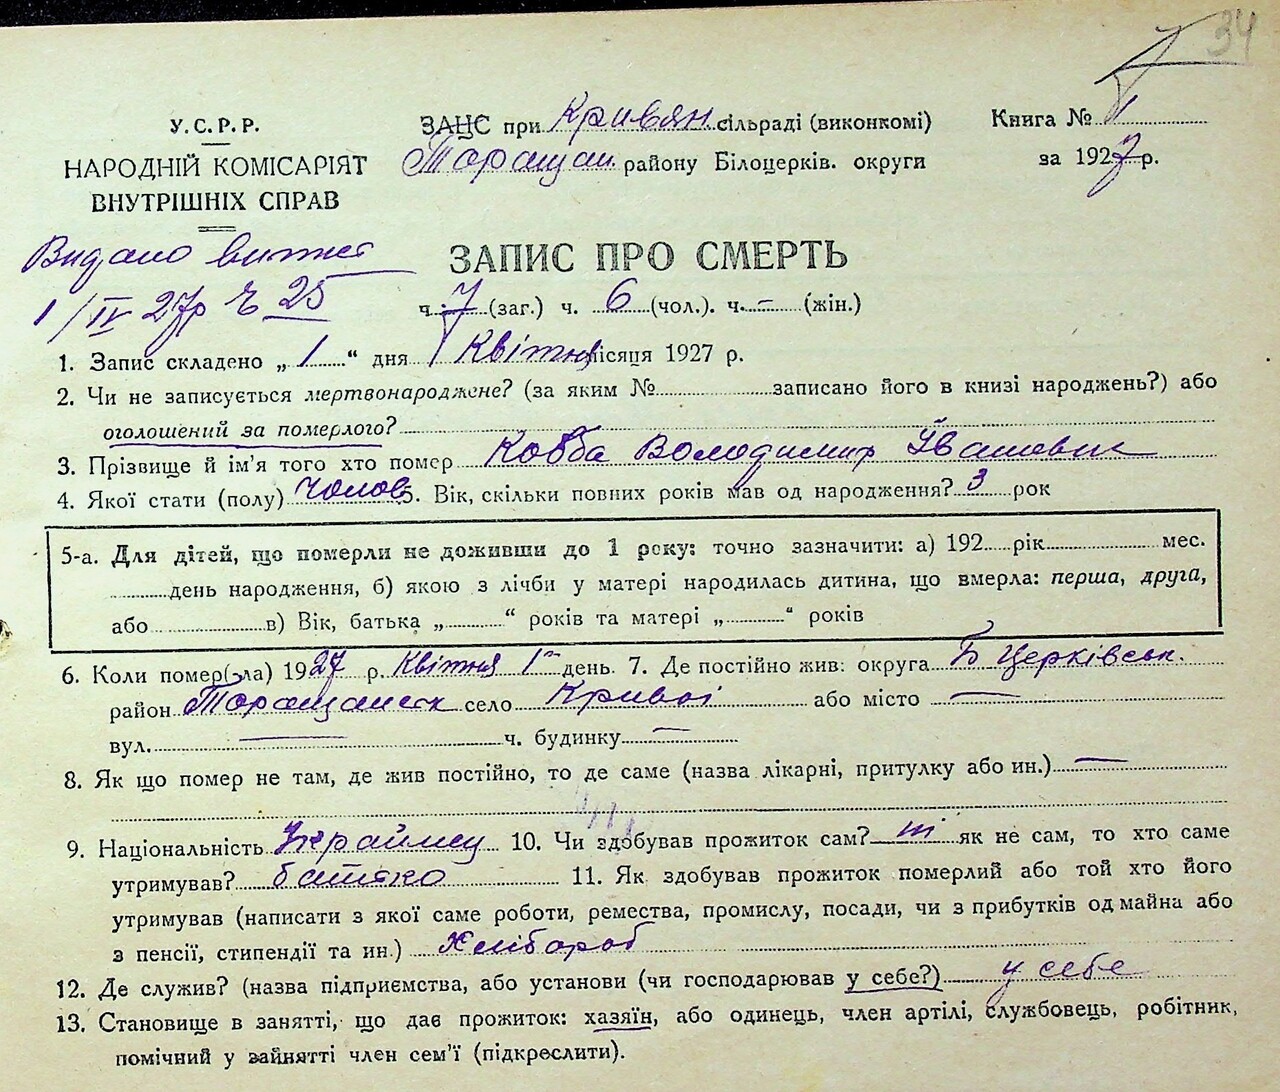 34
У.С.Р.Р.
НАРОДНІЙ КОМІСАРІЯТ
ВНУТРІШНІХ СПРАВ
ЗАЦС при Кривян сільраді (виконкомі)
Таращан. району Білоцерків. округи
Книга № 1
за 1927 р.
Видано витяг
1/IV 27р Ч 25
ЗАПИС ПРО СМЕРТЬ
ч. 7 (заг.) ч. 6 (чол.). ч. – (жін.)
1. Запис складено „ 1 “ дня Квітня місяця 1927 р.
2. Чи не записується мертвонароджене? (за яким № записано його в книзі народжень?) або
оголошений за померлого?
3. Прізвище й ім'я того хто помер Ковба Володимир Іванович
4. Якої стати (полу) чолов 5. Вік, скільки повних років мав од народження? 3 рок
5-а. Для дітей, що померли не доживши до 1 року: точно зазначити: а) 192 рік мес.
день народження, б) якою з лічби у матері народилась дитина, що вмерла: перша, друга,
або в) Вік, батька „ “ років та матері „ “ років
6. Коли помер(-ла) 1927 р. Квітня 1 день. 7. Де постійно жив: округа Б Церківськ.
район Таращанськ село Криві або місто —
вул. — ч. будинку —
8. Як що помер не там, де жив постійно, то де саме (назва лікарні, притулку або ин.) —
9. Національність Українец 10. Чи здобував прожиток сам? ні як не сам, то хто саме
утримував? батько 11. Як здобував прожиток померлий або той хто його
утримував (написати з якої саме роботи, ремества, промислу, посади, чи з прибутків од майна або
з пенсії, стипендії та ин.) Хлібороб
12. Де служив? (назва підприємства, або установи (чи господарював у себе?) у себе
13. Становище в занятті, що дає прожиток: хазяїн, або одинець, член артілі, службовець, робітник,
помічний у зайнятті член сем'ї (підкреслити).